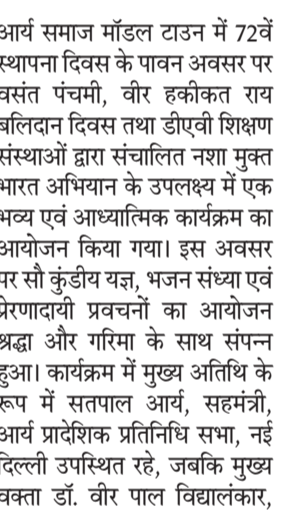 आर्य समाज मॉडल टाउन में 72वें
स्थापना दिवस के पावन अवसर पर
वसंत पंचमी, वीर हकीकत राय
बलिदान दिवस तथा डीएवी शिक्षण
संस्थाओं द्वारा संचालित नशा मुक्त
भारत अभियान के उपलक्ष्य में एक
भव्य एवं आध्यात्मिक कार्यक्रम का
आयोजन किया गया। इस अवसर
पर सौ कुंडीय यज्ञ, भजन संध्या एवं
प्रेरणादायी प्रवचनों का आयोजन
श्रद्धा और गरिमा के साथ संपन्न
हुआ। कार्यक्रम में मुख्य अतिथि के
रूप में सतपाल आर्य, सहमंत्री,
आर्य प्रादेशिक प्रतिनिधि सभा, नई
दिल्ली उपस्थित रहे, जबकि मुख्य
वक्ता डॉ. वीर पाल विद्यालंकार,